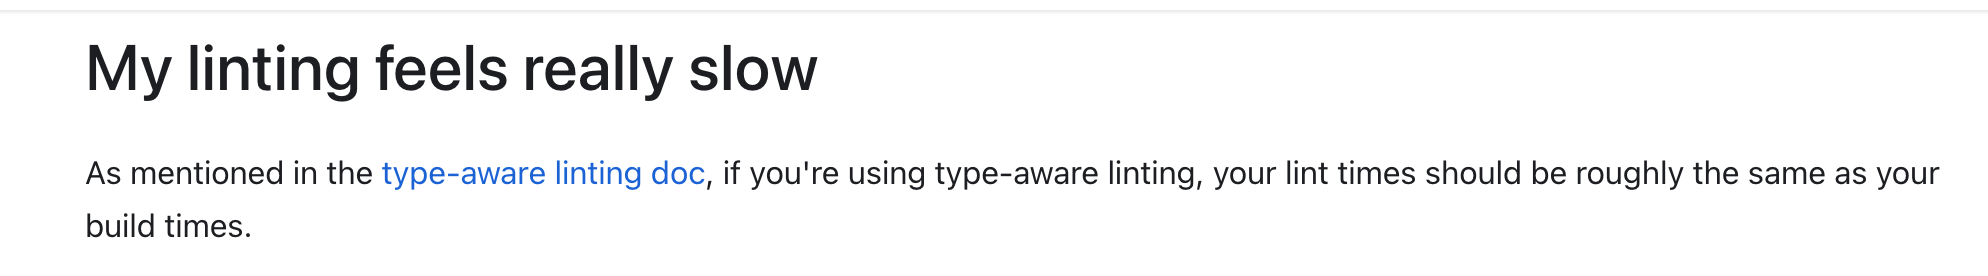 My linting feels really slow
As mentioned in the type-aware linting doc, if you're using type-aware linting, your lint times should be roughly the same as your
build times.